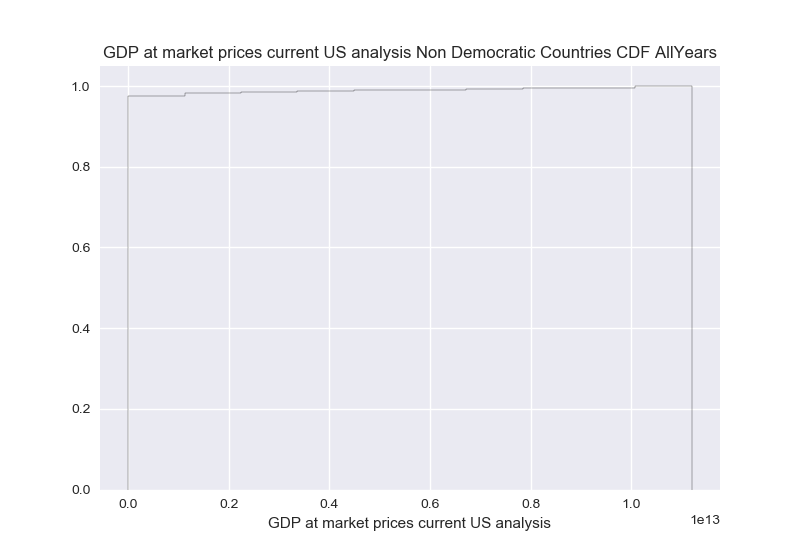 GDP at market prices current US analysis Non Democratic Countries CDF AllYears
1.0
0.8
0.6
0.4
0.2
0.0
0.0 0.2 0.4 0.6 0.8 1.0
1e13
GDP at market prices current US analysis